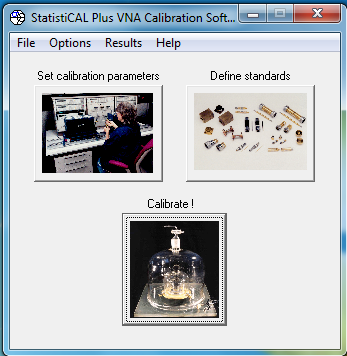 StatistiCAL Plus VNA Calibration Soft...
File Options Results Help
Set calibration parameters
Define standards
Calibrate !